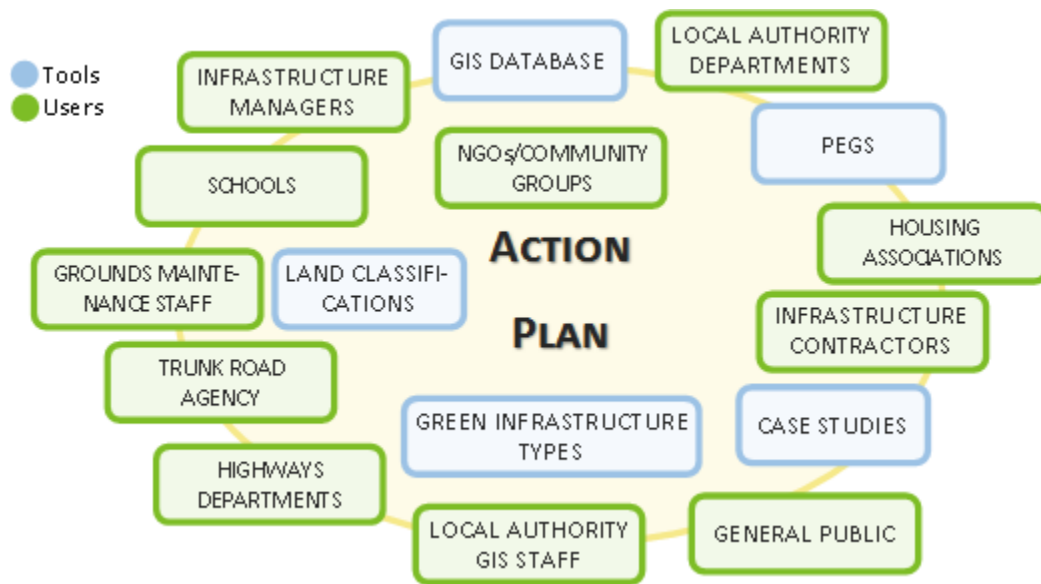 Tools
Users
INFRASTRUCTURE
MANAGERS
GIS DATABASE
LOCAL AUTHORITY
DEPARTMENTS
SCHOOLS
NGOs/COMMUNITY
GROUPS
PEGS
ACTION
PLAN
HOUSING
ASSOCIATIONS
GROUNDS MAINTE-
NANCE STAFF
LAND CLASSIFI-
CATIONS
INFRASTRUCTURE
CONTRACTORS
TRUNK ROAD
AGENCY
GREEN INFRASTRUCTURE
TYPES
CASE STUDIES
HIGHWAYS
DEPARTMENTS
LOCAL AUTHORITY
GIS STAFF
GENERAL PUBLIC